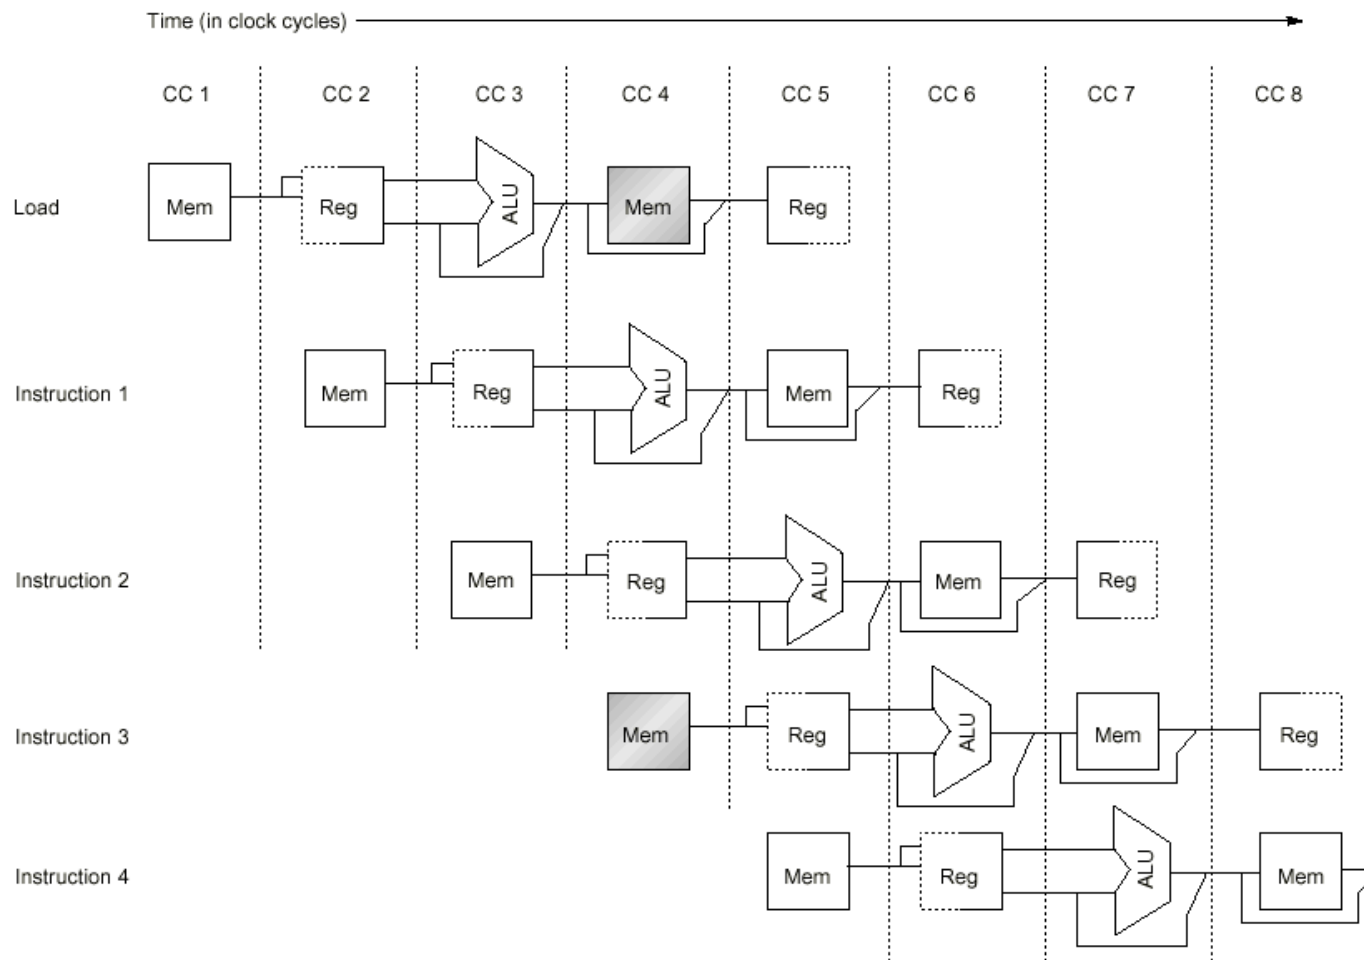 Time (in clock cycles)
CC 1 CC 2 CC 3 CC 4 CC 5 CC 6 CC 7 CC 8
Load Mem Reg ALU Mem Reg
Instruction 1 Mem Reg ALU Mem Reg
Instruction 2 Mem Reg ALU Mem Reg
Instruction 3 Mem Reg ALU Mem Reg
Instruction 4 Mem Reg ALU Mem